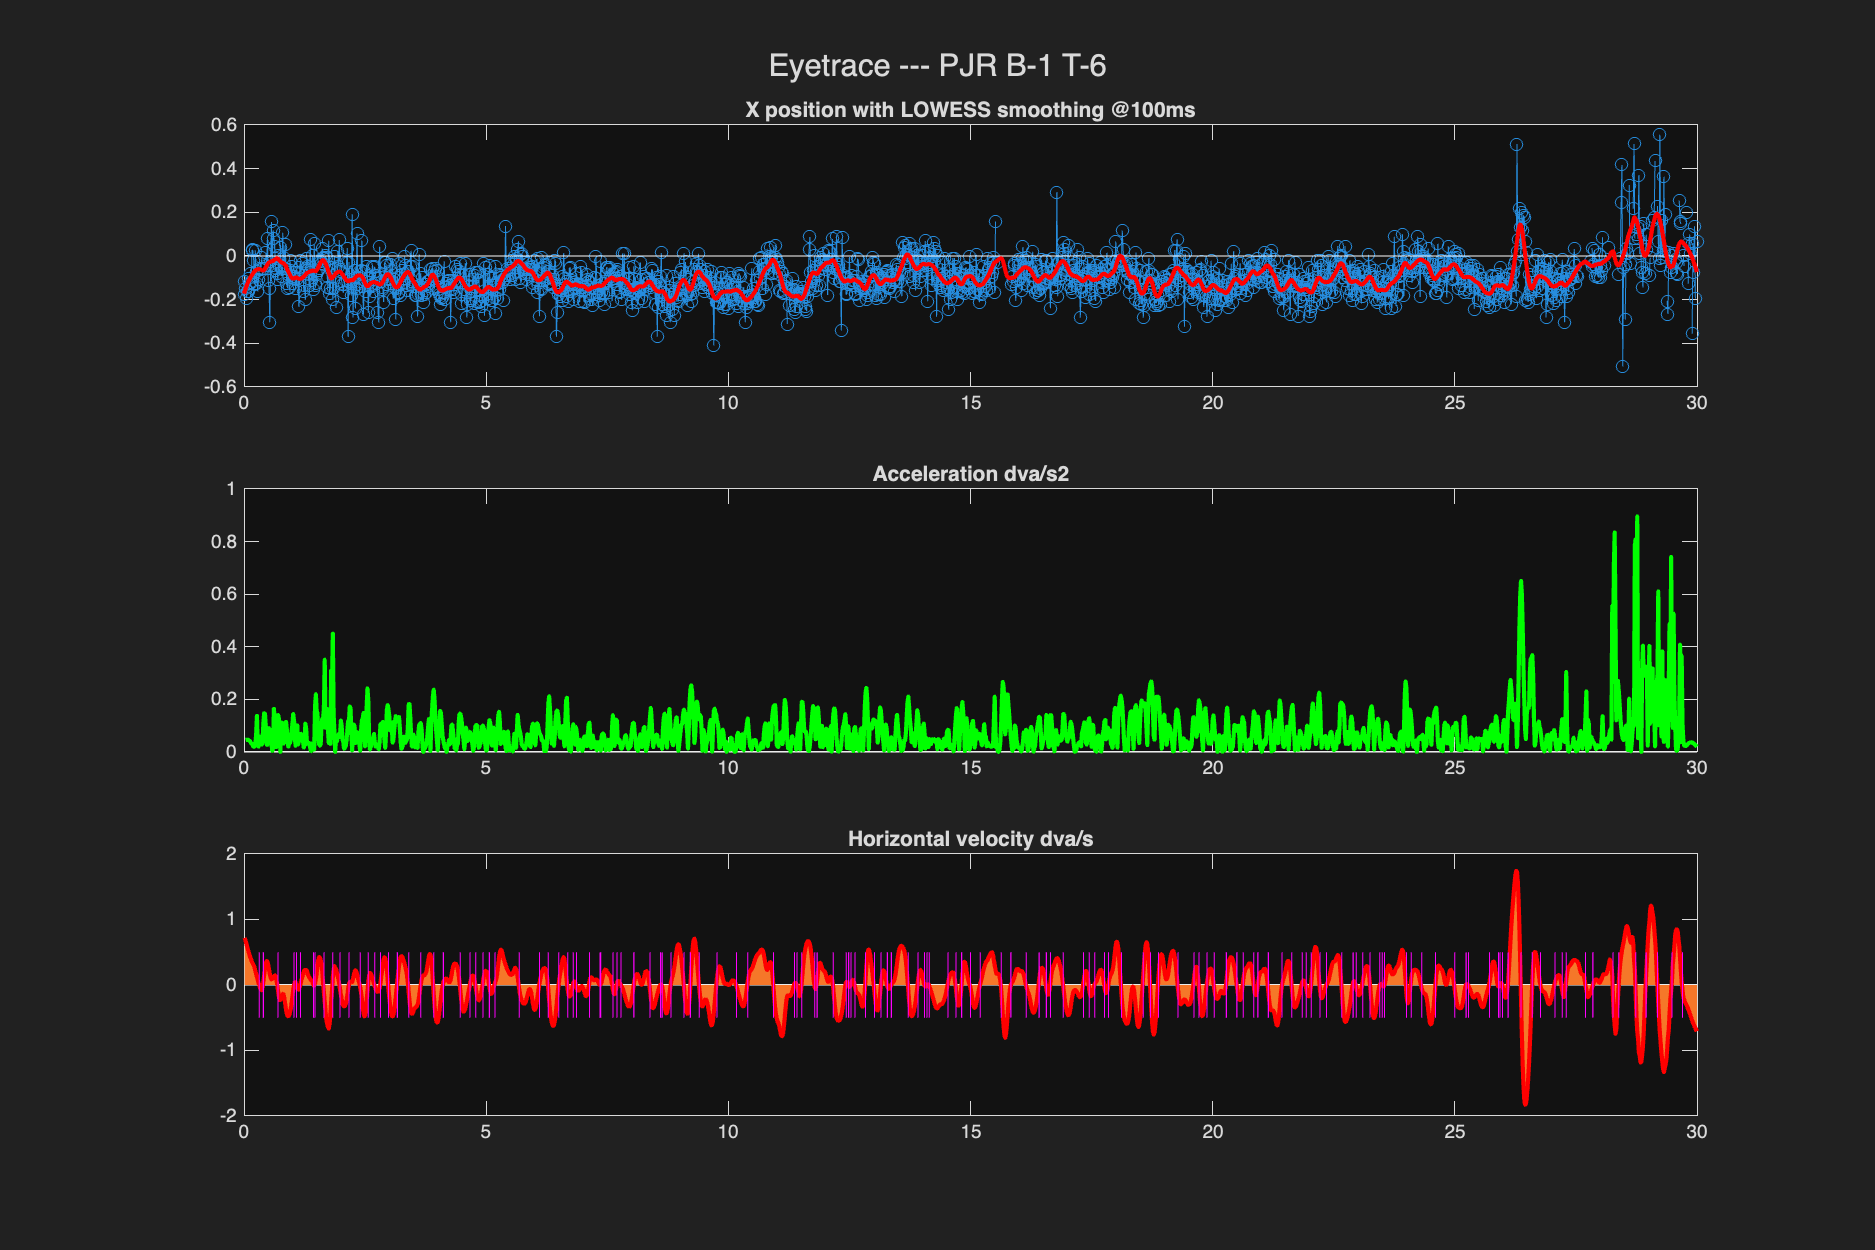 Eyetrace --- PJR B-1 T-6
X position with LOWESS smoothing @100ms
0.6
0.4
0.2
0
-0.2
-0.4
-0.6
0 5 10 15 20 25 30
Acceleration dva/s2
1
0.8
0.6
0.4
0.2
0
0 5 10 15 20 25 30
Horizontal velocity dva/s
2
1
0
-1
-2
0 5 10 15 20 25 30